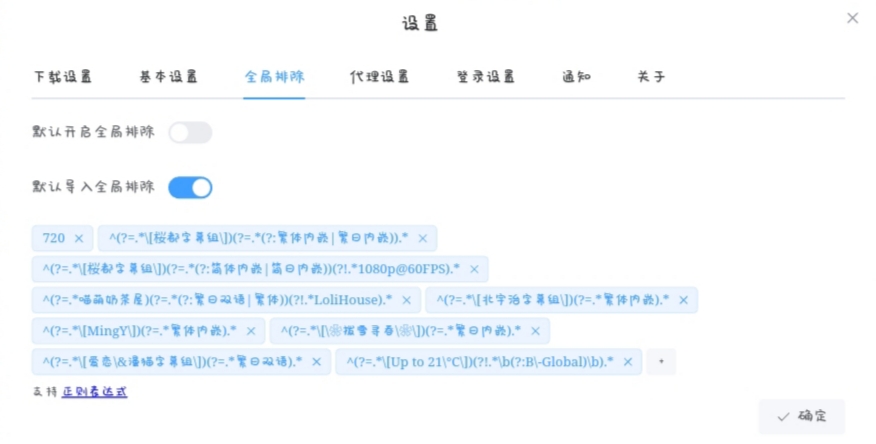 设置
下载设置 基本设置 全局排除 代理设置 登录设置 通知 关于
默认开启全局排除
默认导入全局排除
720 × ^(?=.*\[桜都字幕组\])(?=.*(?:繁体内嵌|繁日内嵌)).* ×
^(?=.*\[桜都字幕组\])(?=.*(?:简体内嵌|简日内嵌))(?!.*1080p@60FPS).* ×
^(?=.*喵萌奶茶屋)(?=.*(?:繁日双语|繁体))(?!.*LoliHouse).* × ^(?=.*\[北宇治字幕组\])(?=.*繁体内嵌).* ×
^(?=.*\[MingY\])(?=.*繁体内嵌).* × ^(?=.*\[\❀拨雪寻春\❀\])(?=.*繁日内嵌).* ×
^(?=.*\[爱恋\&漫猫字幕组\])(?=.*繁日双语).* × ^(?=.*\[Up to 21\°C\])(?!.*\b(?:B\-Global)\b).* × +
支持 正则表达式
确定